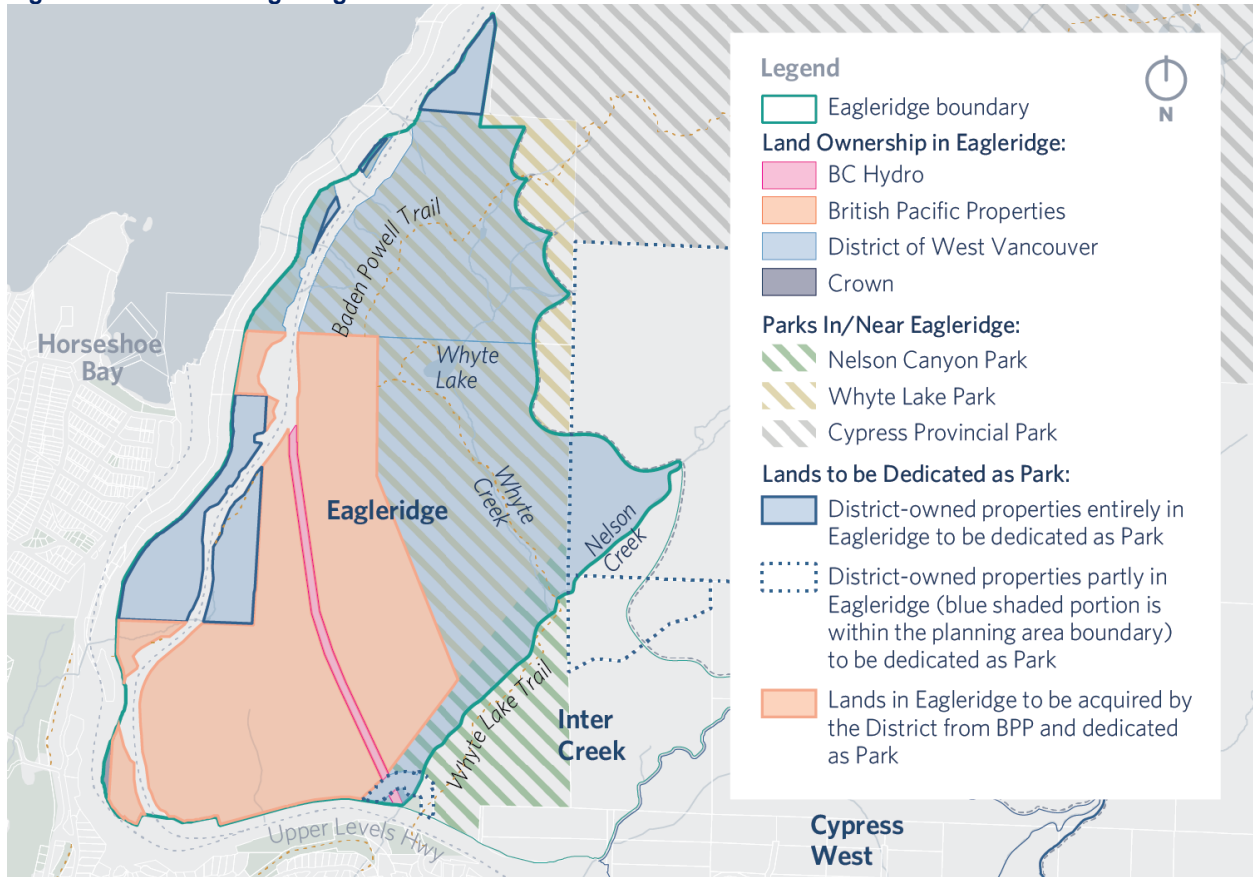 Legend
N
Eagleridge boundary
Land Ownership in Eagleridge:
BC Hydro
British Pacific Properties
District of West Vancouver
Crown
Parks In/Near Eagleridge:
Nelson Canyon Park
Whyte Lake Park
Cypress Provincial Park
Lands to be Dedicated as Park:
District-owned properties entirely in
Eagleridge to be dedicated as Park
District-owned properties partly in
Eagleridge (blue shaded portion is
within the planning area boundary)
to be dedicated as Park
Lands in Eagleridge to be acquired by
the District from BPP and dedicated
as Park
Baden Powell Trail
Horseshoe
Bay
Whyte
Lake
Whyte
Creek
Eagleridge
Nelson
Creek
Whyte Lake Trail
Inter
Creek
Upper Levels Hwy
Cypress
West